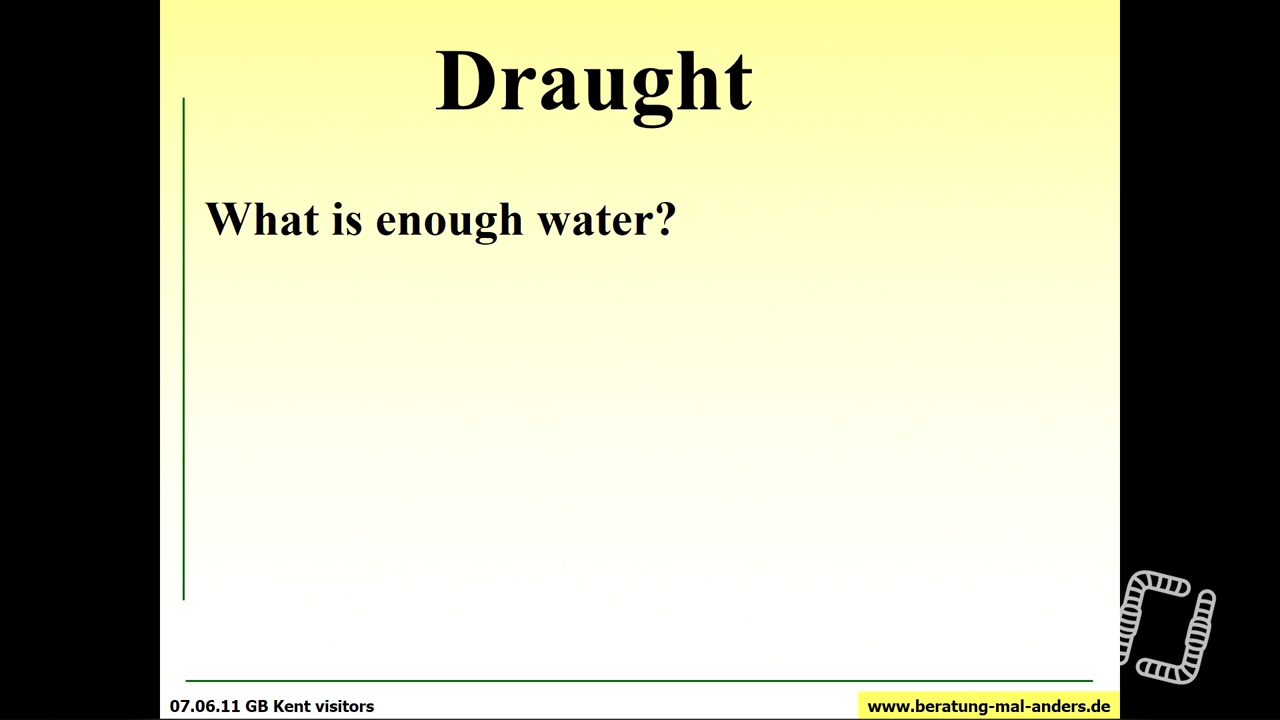 Draught
What is enough water?
07.06.11 GB Kent visitors
www.beratung-mal-anders.de